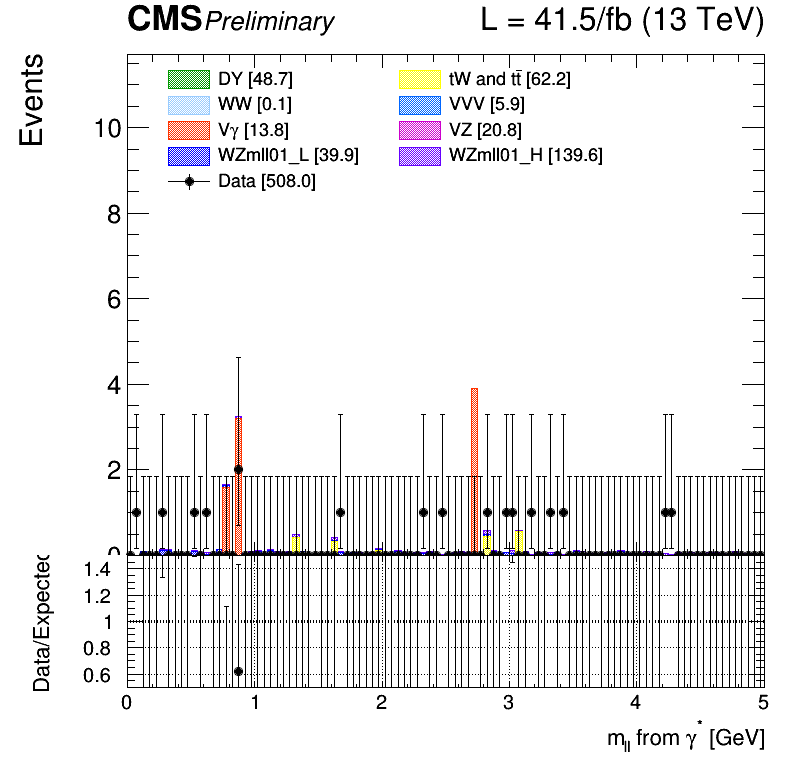 CMS Preliminary L = 41.5/fb (13 TeV)
Events
DY [48.7] tW and tt̄ [62.2]
WW [0.1] VVV [5.9]
Vγ [13.8] VZ [20.8]
WZmll01_L [39.9] WZmll01_H [139.6]
Data [508.0]
10
8
6
4
2
0
Data/Expected
1.4
1.2
1
0.8
0.6
0 1 2 3 4 5
m_ll from γ* [GeV]